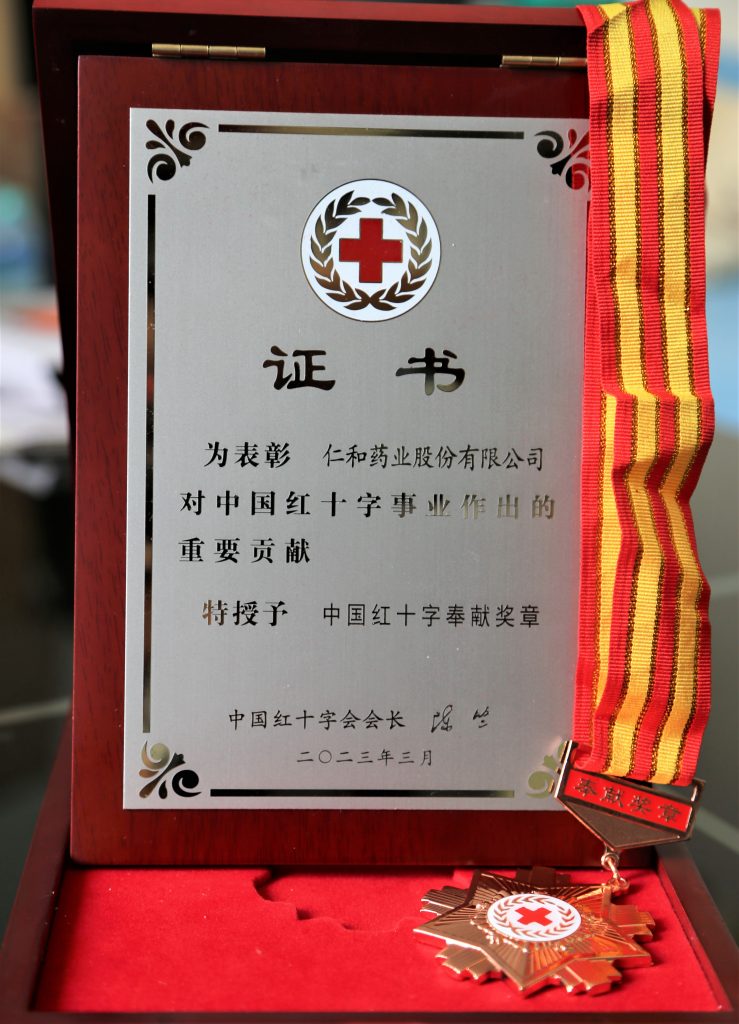 证书
为表彰 仁和药业股份有限公司
对中国红十字事业作出的
重要贡献
特授予 中国红十字奉献奖章
中国红十字会会长 陈竺
二〇二三年三月
奉献奖章